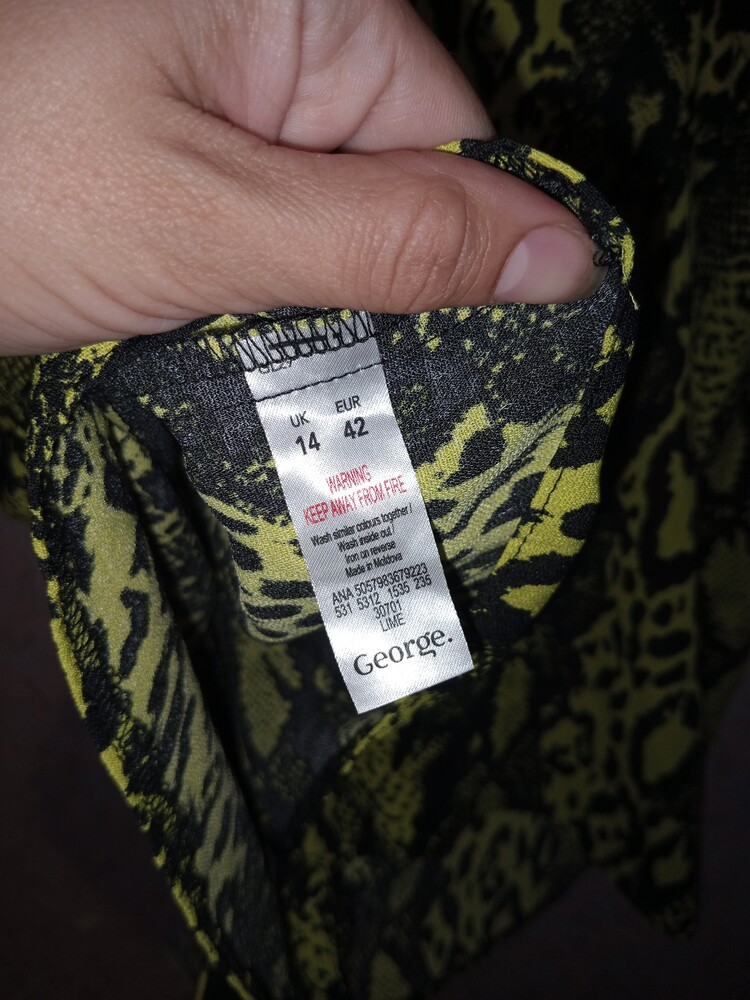 UK EUR
14 42
WARNING
KEEP AWAY FROM FIRE
Wash similar colours together /
Wash inside out /
Iron on reverse
Made in Moldova
ANA 5057983679223
531 5312 1535 235
30701
LIME
George.